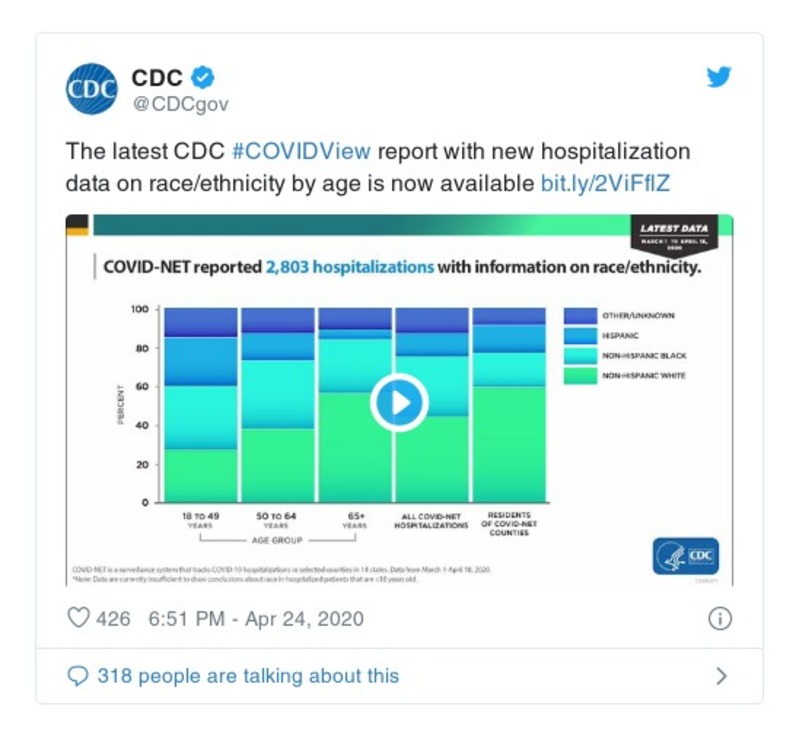 CDC
CDC
@CDCgov
The latest CDC #COVIDView report with new hospitalization
data on race/ethnicity by age is now available bit.ly/2ViFflZ
LATEST DATA
MARCH 1 TO APRIL 18,
2020
COVID-NET reported 2,803 hospitalizations with information on race/ethnicity.
100
80
60
40
20
0
PERCENT
OTHER/UNKNOWN
HISPANIC
NON-HISPANIC BLACK
NON-HISPANIC WHITE
18 TO 49
YEARS
50 TO 64
YEARS
65+
YEARS
AGE GROUP
ALL COVID-NET
HOSPITALIZATIONS
RESIDENTS
OF COVID-NET
COUNTIES
CDC
COVID-NET is a surveillance system that tracks COVID-19 hospitalizations in selected counties in 14 states. Data from March 1-April 18, 2020.
*Note: Data are currently insufficient to draw conclusions about race in hospitalized patients that are <18 years old.
426 6:51 PM - Apr 24, 2020
318 people are talking about this